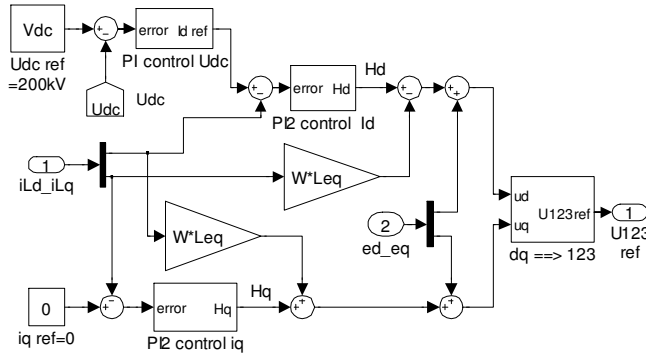 Vdc
Udc ref
=200kV
error Id ref
PI control Udc
Udc
Udc
error Hd
PI2 control Id
Hd
1
iLd_iLq
W*Leq
W*Leq
2
ed_eq
ud
uq
U123ref
dq ==> 123
1
U123
ref
0
iq ref=0
error Hq
PI2 control iq
Hq